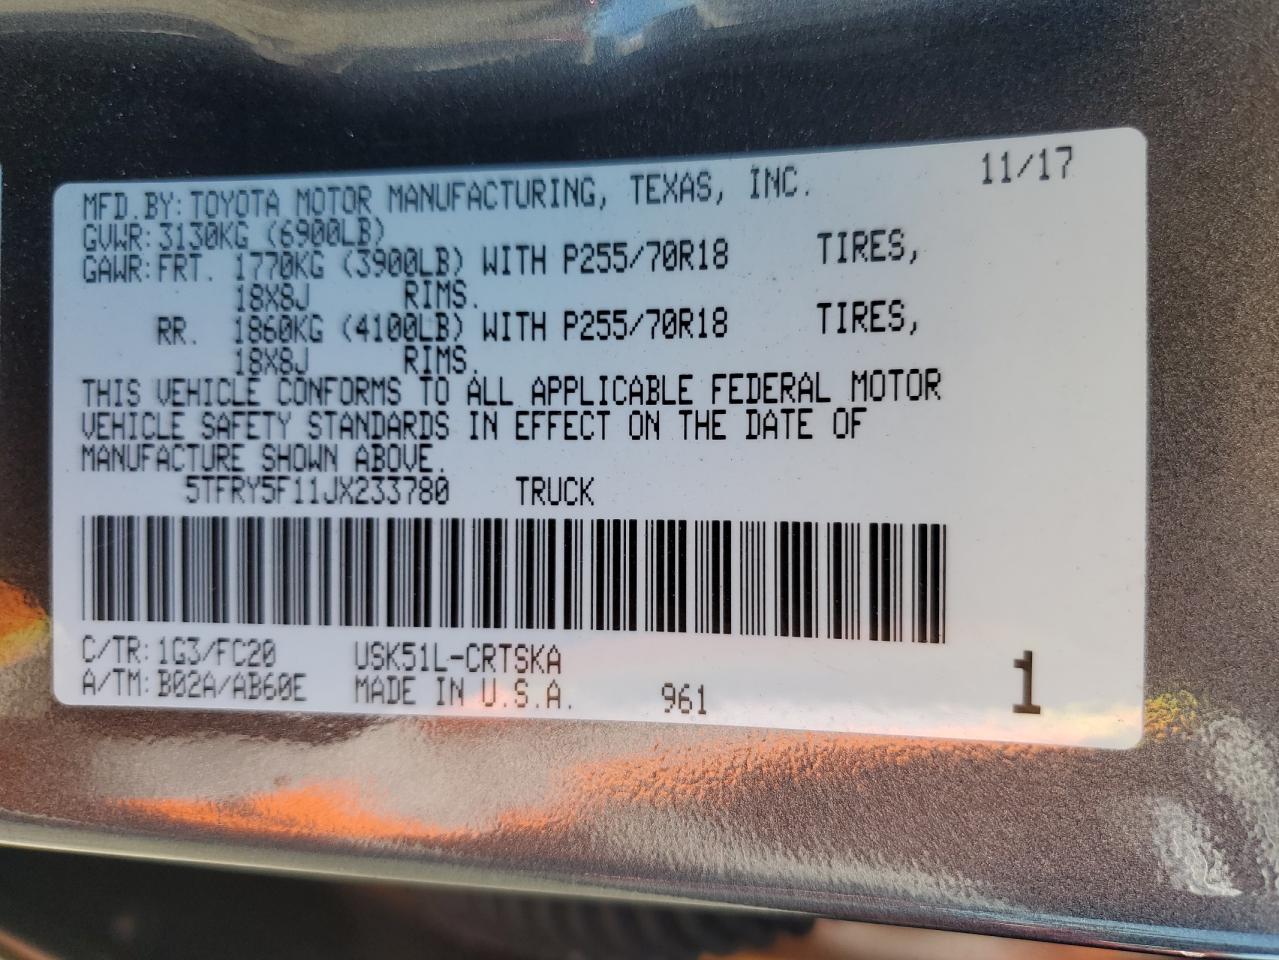 11/17
MFD.BY: TOYOTA MOTOR MANUFACTURING, TEXAS, INC.
GVWR: 3130KG (6900LB)
GAWR: FRT. 1770KG (3900LB) WITH P255/70R18 TIRES,
18X8J RIMS.
RR. 1860KG (4100LB) WITH P255/70R18 TIRES,
18X8J RIMS.
THIS VEHICLE CONFORMS TO ALL APPLICABLE FEDERAL MOTOR
VEHICLE SAFETY STANDARDS IN EFFECT ON THE DATE OF
MANUFACTURE SHOWN ABOVE.
5TFRY5F11JX233780 TRUCK
C/TR: 1G3/FC20 USK51L-CRTSKA
A/TM: B02A/AB60E MADE IN U.S.A. 961
1